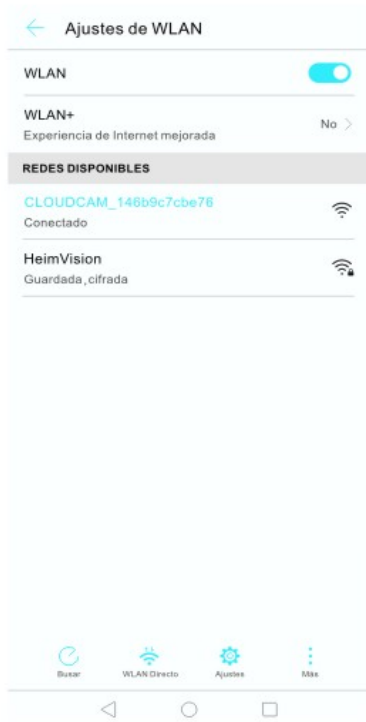 Ajustes de WLAN
WLAN
WLAN+
Experiencia de Internet mejorada
No
REDES DISPONIBLES
CLOUDCAM_146b9c7cbe76
Conectado
HeimVision
Guardada,cifrada
Busar
WLAN Directo
Ajustes
Más